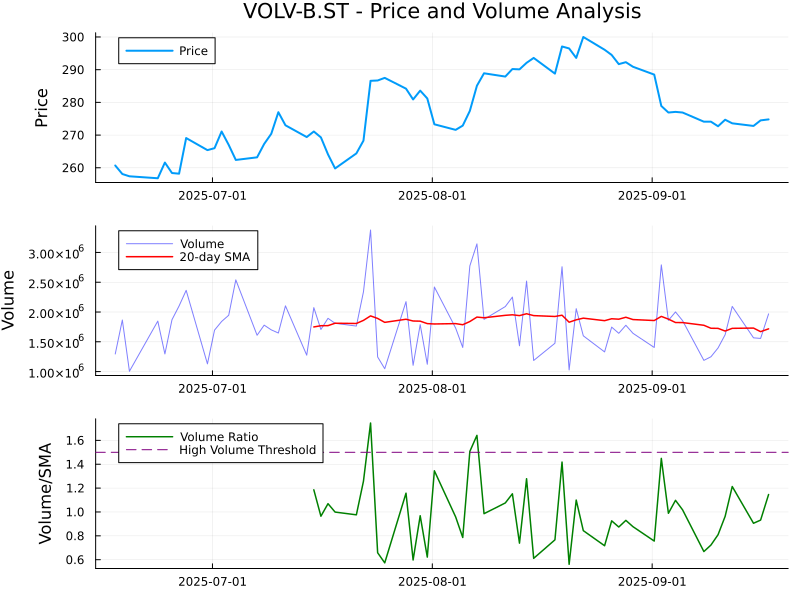 VOLV-B.ST - Price and Volume Analysis
Price
300
290
280
270
260
Price
2025-07-01 2025-08-01 2025-09-01
Volume
3.00×10⁶
2.50×10⁶
2.00×10⁶
1.50×10⁶
1.00×10⁶
Volume
20-day SMA
2025-07-01 2025-08-01 2025-09-01
Volume/SMA
1.6
1.4
1.2
1.0
0.8
0.6
Volume Ratio
High Volume Threshold
2025-07-01 2025-08-01 2025-09-01